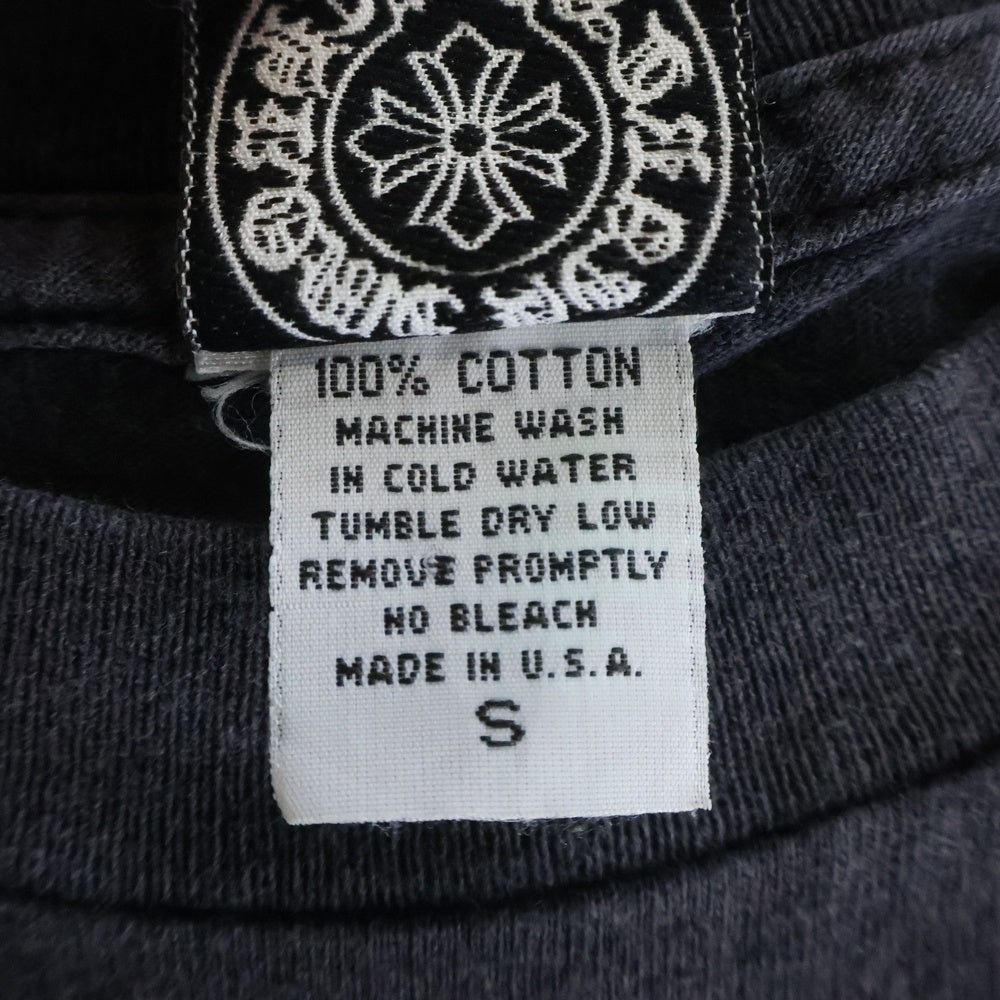 100% COTTON
MACHINE WASH
IN COLD WATER
TUMBLE DRY LOW
REMOVE PROMPTLY
NO BLEACH
MADE IN U.S.A.
S